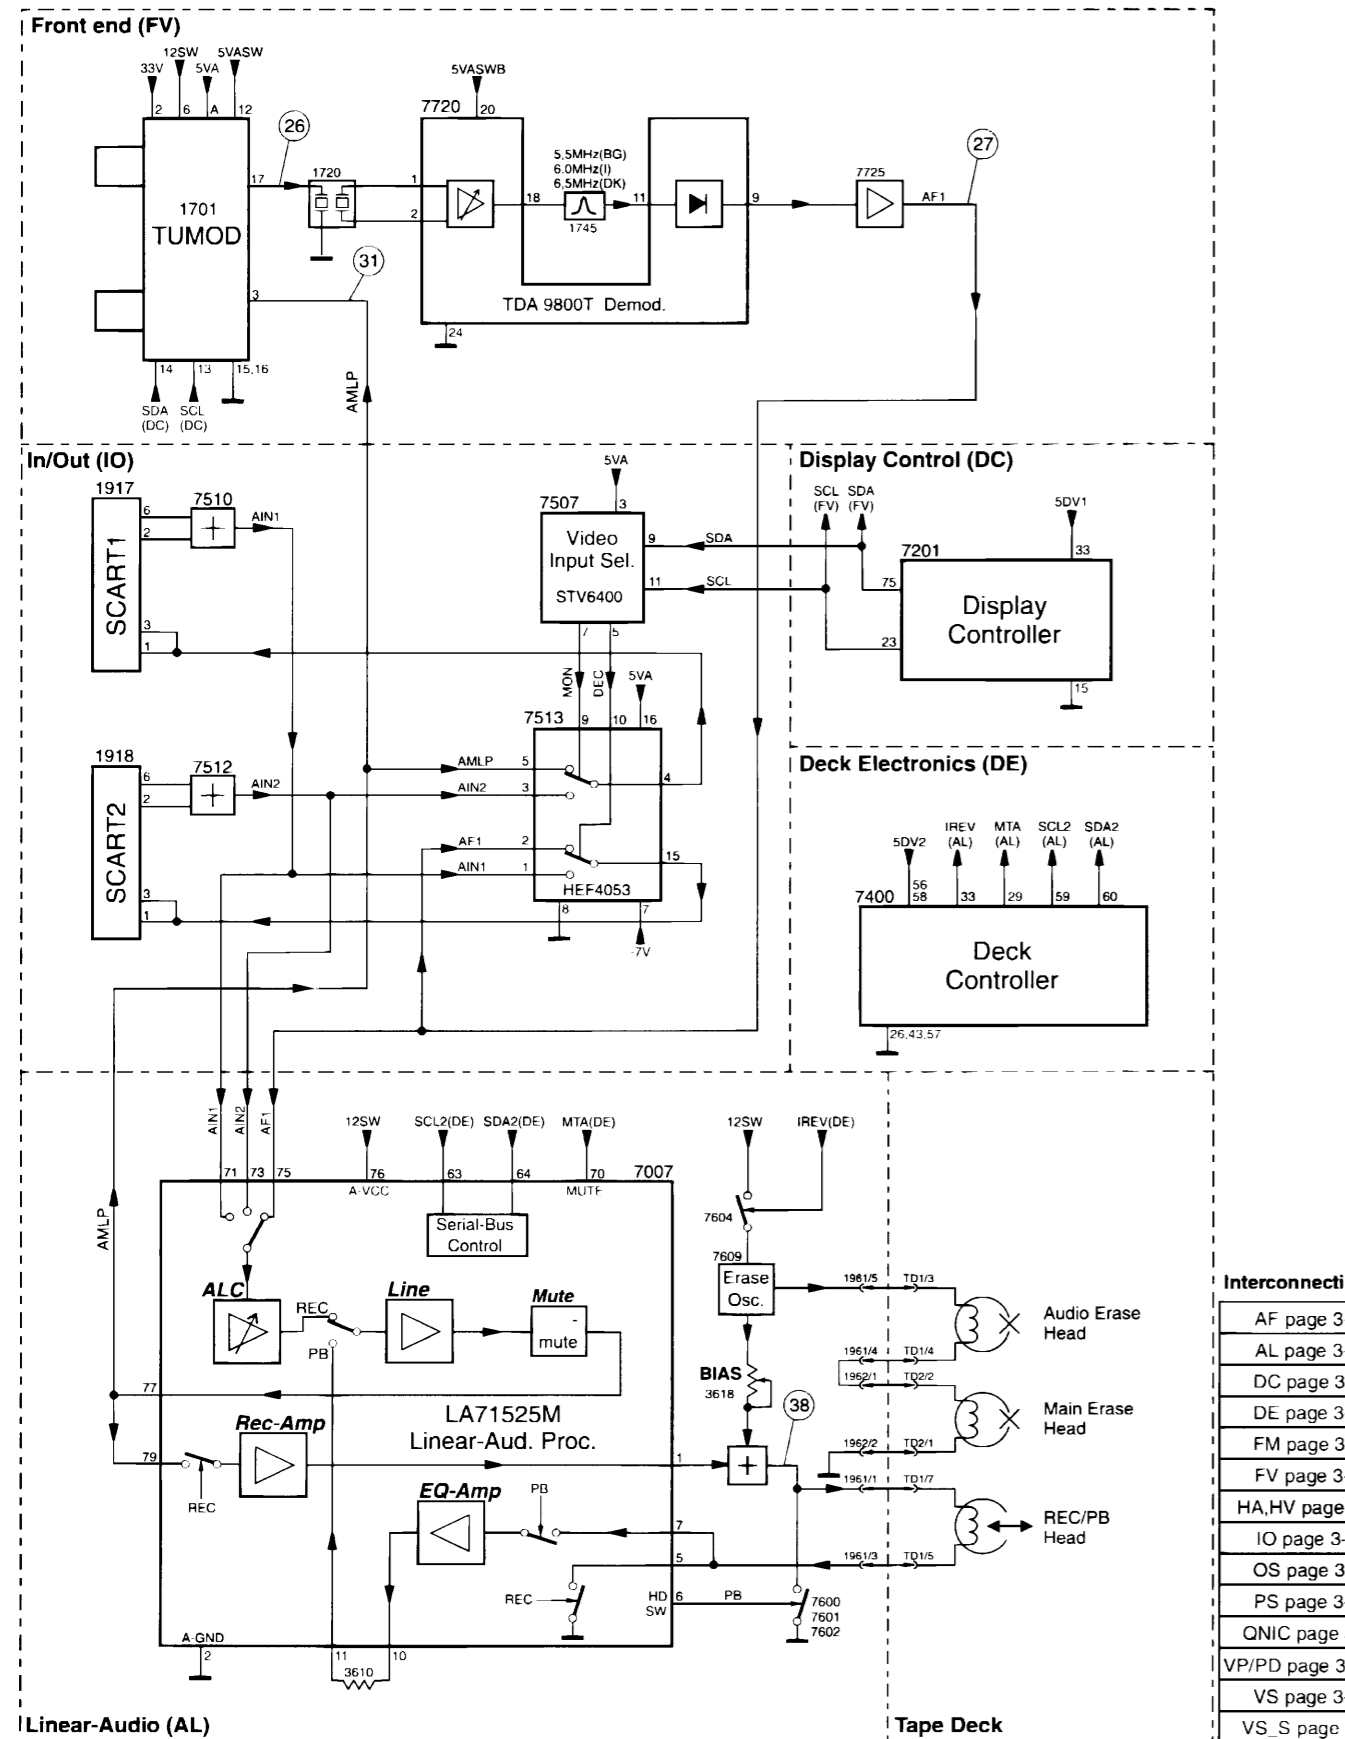 Front end (FV)
12SW 5VASW
33V 5VA
2 6 A 12
5VASWB
7720 20
26
27
17
1720
1701
TUMOD
1
2
18
5,5MHz(BG)
6.0MHz(I)
6,5MHz(DK)
1745
11
9
7725
AF1
31
3
TDA 9800T Demod.
24
14 13 15,16
SDA SCL
(DC) (DC)
AMLP
In/Out (IO)
1917
SCART1
6
2
3
1
7510
AIN1
5VA
7507 3
Video
Input Sel.
STV6400
9 SDA
11 SCL
7 5
MON
DEC
5VA
7513 9 10 16
AMLP 5
AIN2 3
4
AF1 2
AIN1 1
15
HEF4053
8 7
-7V
1918
SCART2
6
2
3
1
7512
AIN2
Display Control (DC)
SCL SDA
(FV) (FV)
5DV1
7201 33
75
23
Display
Controller
15
Deck Electronics (DE)
IREV MTA SCL2 SDA2
5DV2 (AL) (AL) (AL) (AL)
56
7400 58 33 29 59 60
Deck
Controller
26,43,57
AIN1
AIN2
AF1
12SW SCL2(DE) SDA2(DE) MTA(DE)
71 73 75 76 63 64 70 7007
A-VCC MUTE
Serial-Bus
Control
AMLP
ALC
REC
PB
Line
Mute
-
mute
77
LA71525M
Linear-Aud. Proc.
Rec-Amp
79
REC
1
EQ-Amp
PB
7
5
REC
HD 6 PB
SW
A-GND
2
11 10
3610
12SW IREV(DE)
7604
7609
Erase
Osc.
BIAS
3618
38
7600
7601
7602
1961/5 TD1/3
1961/4 TD1/4
1962/1 TD2/2
1962/2 TD2/1
1961/1 TD1/7
1961/3 TD1/5
Audio Erase
Head
Main Erase
Head
REC/PB
Head
Linear-Audio (AL)
Tape Deck
Interconnecti
AF page 3-
AL page 3-
DC page 3
DE page 3-
FM page 3
FV page 3-
HA,HV page
IO page 3-
OS page 3
PS page 3-
QNIC page
VP/PD page 3
VS page 3-
VS_S page